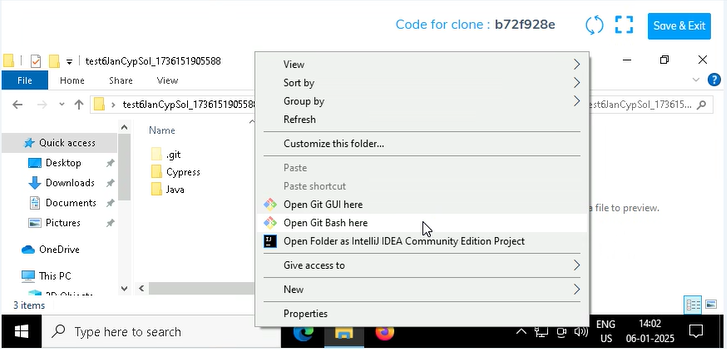 Code for clone : b72f928e
Save & Exit
test6JanCypSol_1736151905588
File
Home
Share
View
test6JanCypSol_1736151905588
est6JanCypSol_173615...
Quick access
Desktop
Downloads
Documents
Pictures
OneDrive
This PC
Name
.git
Cypress
Java
View
Sort by
Group by
Refresh
Customize this folder...
Paste
Paste shortcut
Open Git GUI here
Open Git Bash here
Open Folder as IntelliJ IDEA Community Edition Project
Give access to
New
Properties
a file to preview.
3 items
Type here to search
ENG
US
14:02
06-01-2025